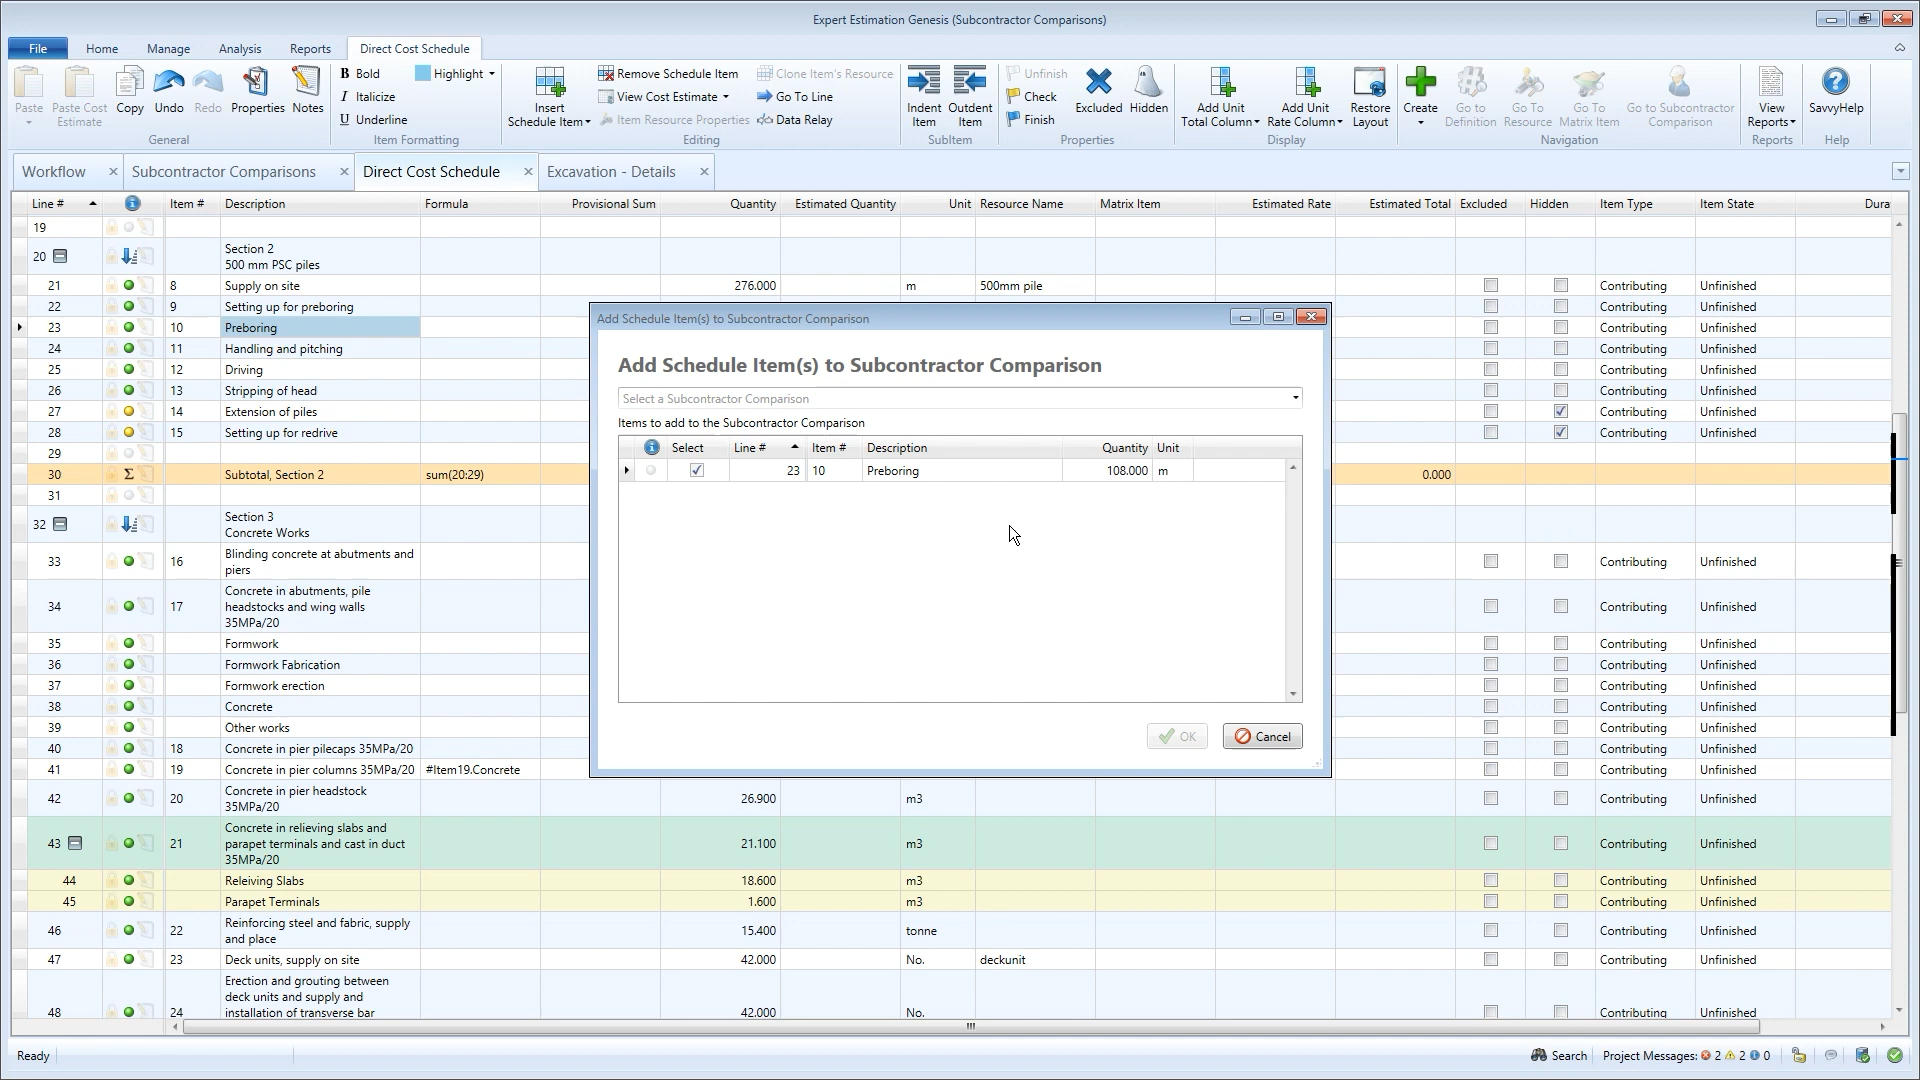 Expert Estimation Genesis (Subcontractor Comparisons)
File Home Manage Analysis Reports Direct Cost Schedule
B Bold Highlight Remove Schedule Item Clone Item's Resource Unfinish
I Italicize View Cost Estimate Go To Line Check
U Underline Item Resource Properties Data Relay Finish
Paste Paste Cost Estimate Copy Undo Redo Properties Notes
Insert Schedule Item
Indent Item Outdent Item
Excluded Hidden
Add Unit Total Column Add Unit Rate Column Restore Layout
Create Go to Definition Go To Resource Go To Matrix Item Go to Subcontractor Comparison
View Reports SavvyHelp
General Item Formatting Editing SubItem Properties Display Navigation Reports Help
Workflow Subcontractor Comparisons Direct Cost Schedule Excavation - Details
Line # Item # Description Formula Provisional Sum Quantity Estimated Quantity Unit Resource Name Matrix Item Estimated Rate Estimated Total Excluded Hidden Item Type Item State Dura
19
20 Section 2
500 mm PSC piles
21 8 Supply on site 276.000 m 500mm pile Contributing Unfinished
22 9 Setting up for preboring Contributing Unfinished
23 10 Preboring Contributing Unfinished
24 11 Handling and pitching Contributing Unfinished
25 12 Driving Contributing Unfinished
26 13 Stripping of head Contributing Unfinished
27 14 Extension of piles Contributing Unfinished
28 15 Setting up for redrive Contributing Unfinished
29
30 Σ Subtotal, Section 2 sum(20:29) 0.000
31
32 Section 3
Concrete Works
33 16 Blinding concrete at abutments and
piers Contributing Unfinished
34 17 Concrete in abutments, pile
headstocks and wing walls
35MPa/20 Contributing Unfinished
35 Formwork Contributing Unfinished
36 Formwork Fabrication Contributing Unfinished
37 Formwork erection Contributing Unfinished
38 Concrete Contributing Unfinished
39 Other works Contributing Unfinished
40 18 Concrete in pier pilecaps 35MPa/20 Contributing Unfinished
41 19 Concrete in pier columns 35MPa/20 #Item19.Concrete Contributing Unfinished
42 20 Concrete in pier headstock
35MPa/20 26.900 m3 Contributing Unfinished
43 21 Concrete in relieving slabs and
parapet terminals and cast in duct
35MPa/20 21.100 m3 Contributing Unfinished
44 Releiving Slabs 18.600 m3 Contributing Unfinished
45 Parapet Terminals 1.600 m3 Contributing Unfinished
46 22 Reinforcing steel and fabric, supply
and place 15.400 tonne Contributing Unfinished
47 23 Deck units, supply on site 42.000 No. deckunit Contributing Unfinished
48 24 Erection and grouting between
deck units and supply and
installation of transverse bar 42.000 No. Contributing Unfinished
Add Schedule Item(s) to Subcontractor Comparison
Add Schedule Item(s) to Subcontractor Comparison
Select a Subcontractor Comparison
Items to add to the Subcontractor Comparison
Select Line # Item # Description Quantity Unit
23 10 Preboring 108.000 m
OK Cancel
Ready Search Project Messages: 2 2 0